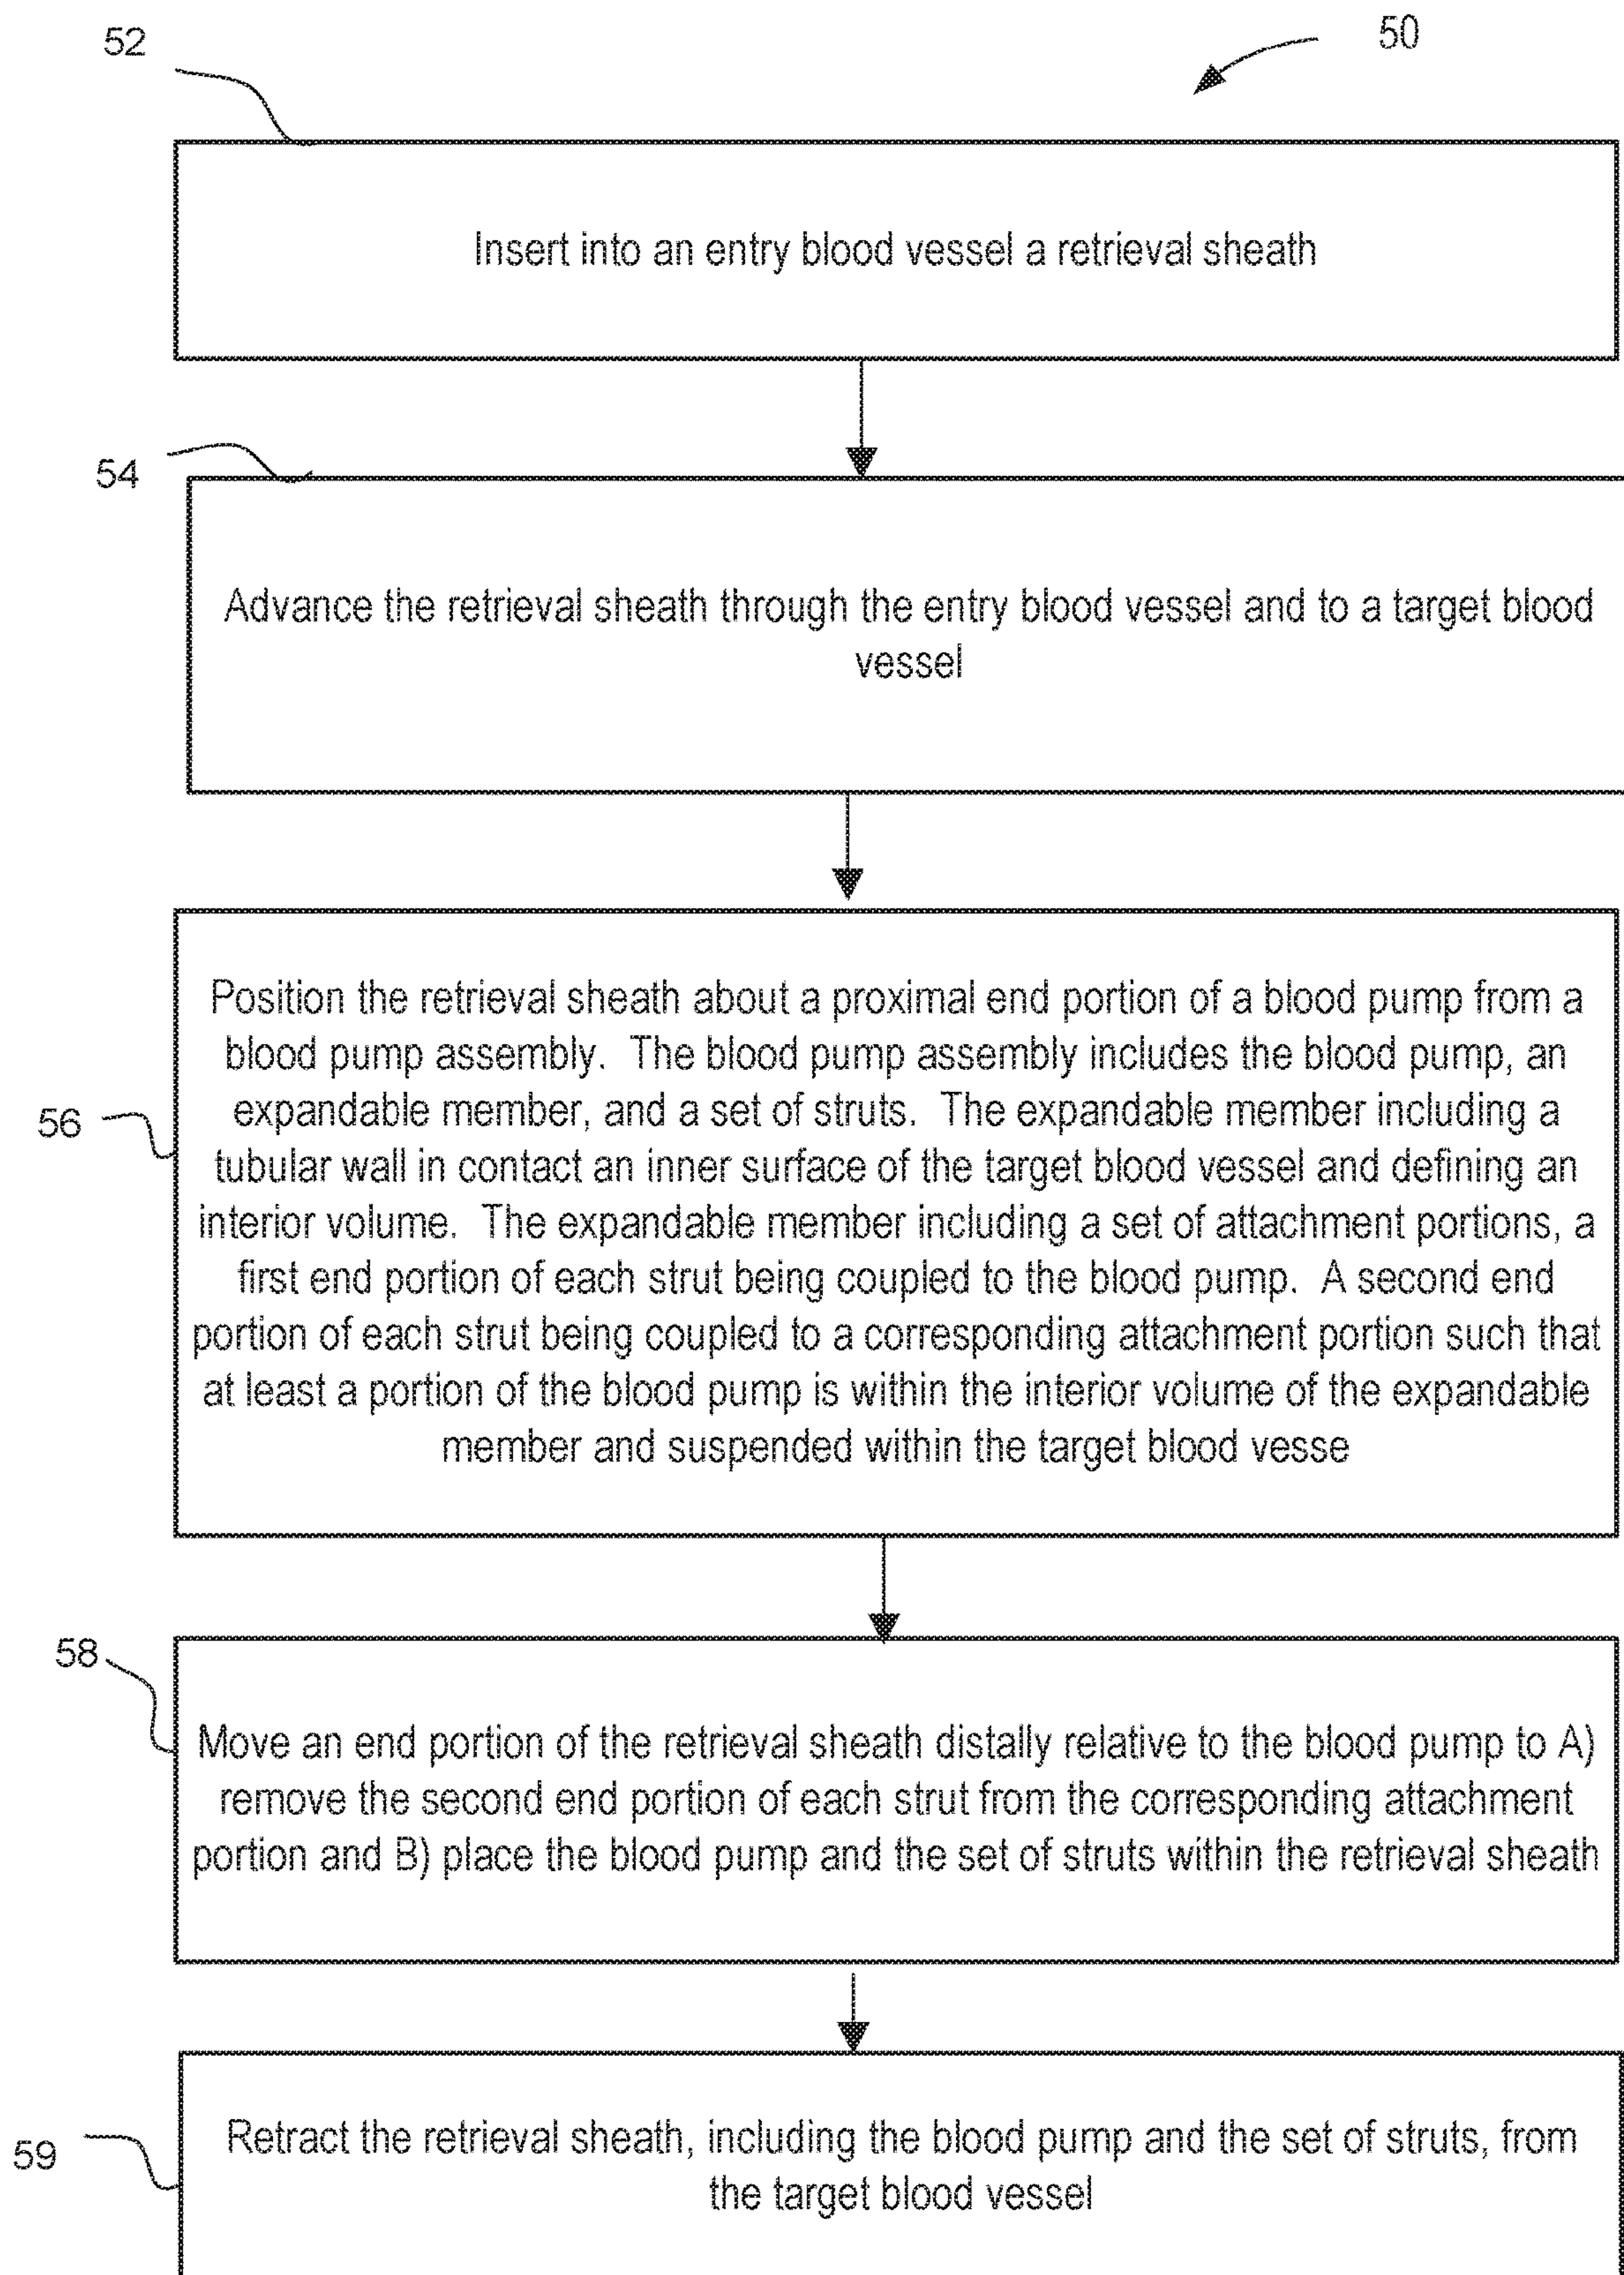 52
50
Insert into an entry blood vessel a retrieval sheath
54
Advance the retrieval sheath through the entry blood vessel and to a target blood
vessel
56
Position the retrieval sheath about a proximal end portion of a blood pump from a
blood pump assembly. The blood pump assembly includes the blood pump, an
expandable member, and a set of struts. The expandable member including a
tubular wall in contact an inner surface of the target blood vessel and defining an
interior volume. The expandable member including a set of attachment portions, a
first end portion of each strut being coupled to the blood pump. A second end
portion of each strut being coupled to a corresponding attachment portion such that
at least a portion of the blood pump is within the interior volume of the expandable
member and suspended within the target blood vesse
58
Move an end portion of the retrieval sheath distally relative to the blood pump to A)
remove the second end portion of each strut from the corresponding attachment
portion and B) place the blood pump and the set of struts within the retrieval sheath
59
Retract the retrieval sheath, including the blood pump and the set of struts, from
the target blood vessel